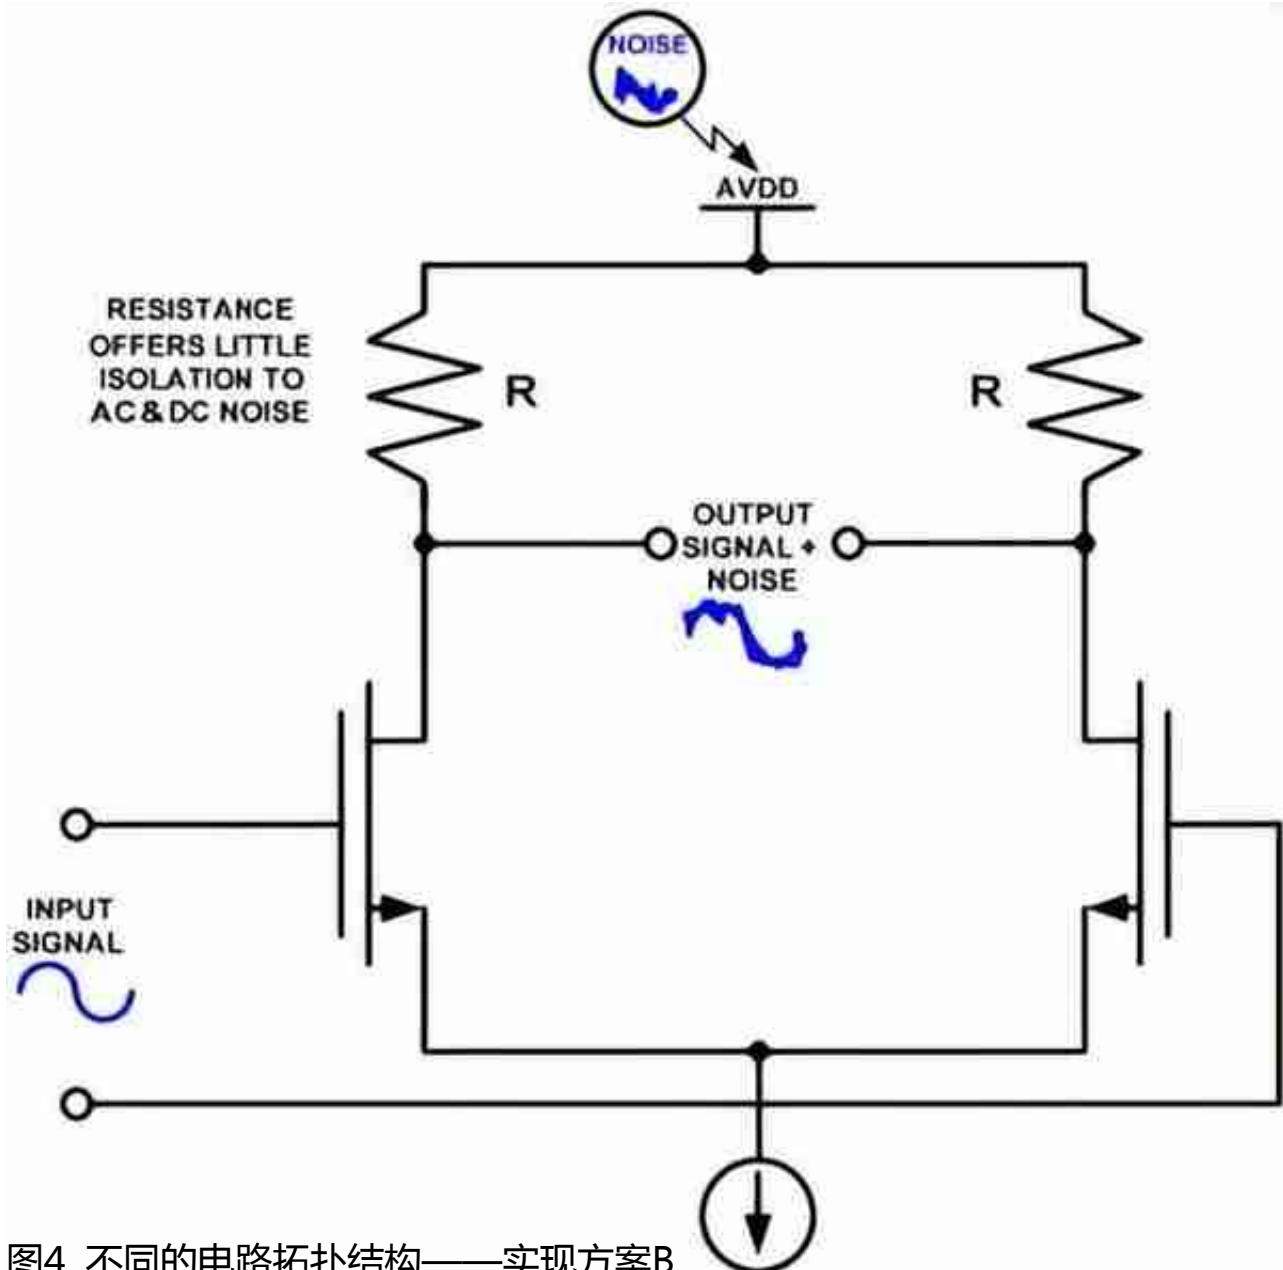 NOISE
AVDD
RESISTANCE
OFFERS LITTLE
ISOLATION TO
AC&DC NOISE
R
R
OUTPUT
SIGNAL +
NOISE
INPUT
SIGNAL
图4 不同的电路拓扑结构——实现方案B